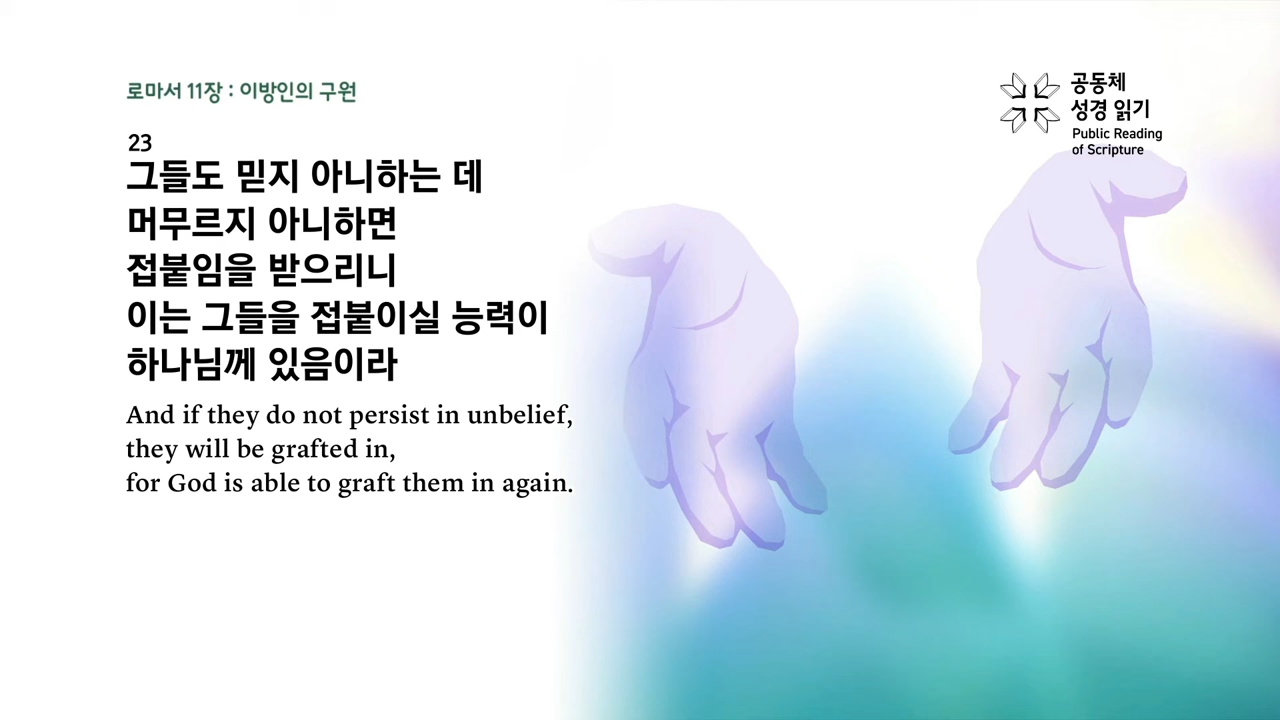 로마서 11장 : 이방인의 구원
공동체
성경 읽기
Public Reading
of Scripture
23
그들도 믿지 아니하는 데
머무르지 아니하면
접붙임을 받으리니
이는 그들을 접붙이실 능력이
하나님께 있음이라
And if they do not persist in unbelief,
they will be grafted in,
for God is able to graft them in again.